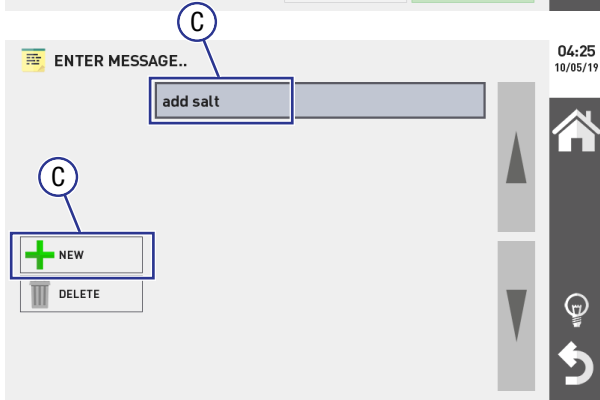 C
04:25
ENTER MESSAGE..
10/05/19
add salt
C
NEW
DELETE